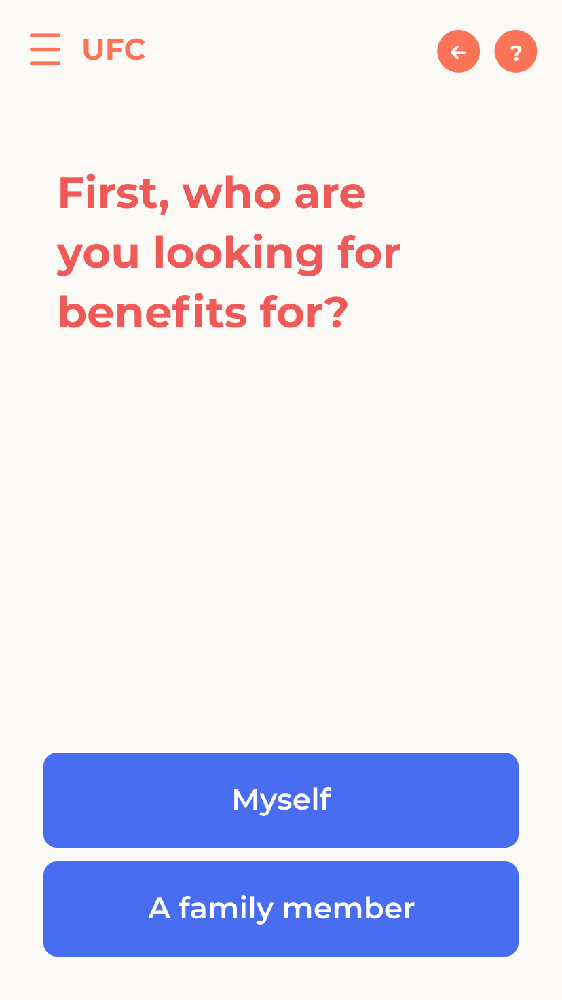 UFC
?
First, who are
you looking for
benefits for?
Myself
A family member